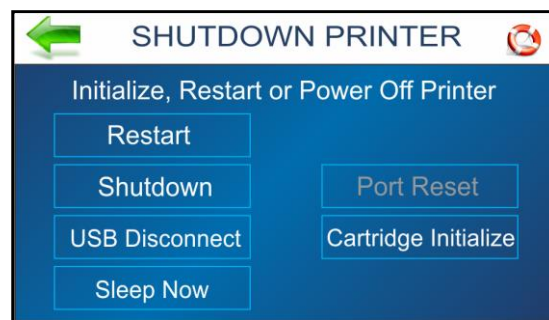 SHUTDOWN PRINTER
Initialize, Restart or Power Off Printer
Restart
Shutdown
Port Reset
USB Disconnect
Cartridge Initialize
Sleep Now